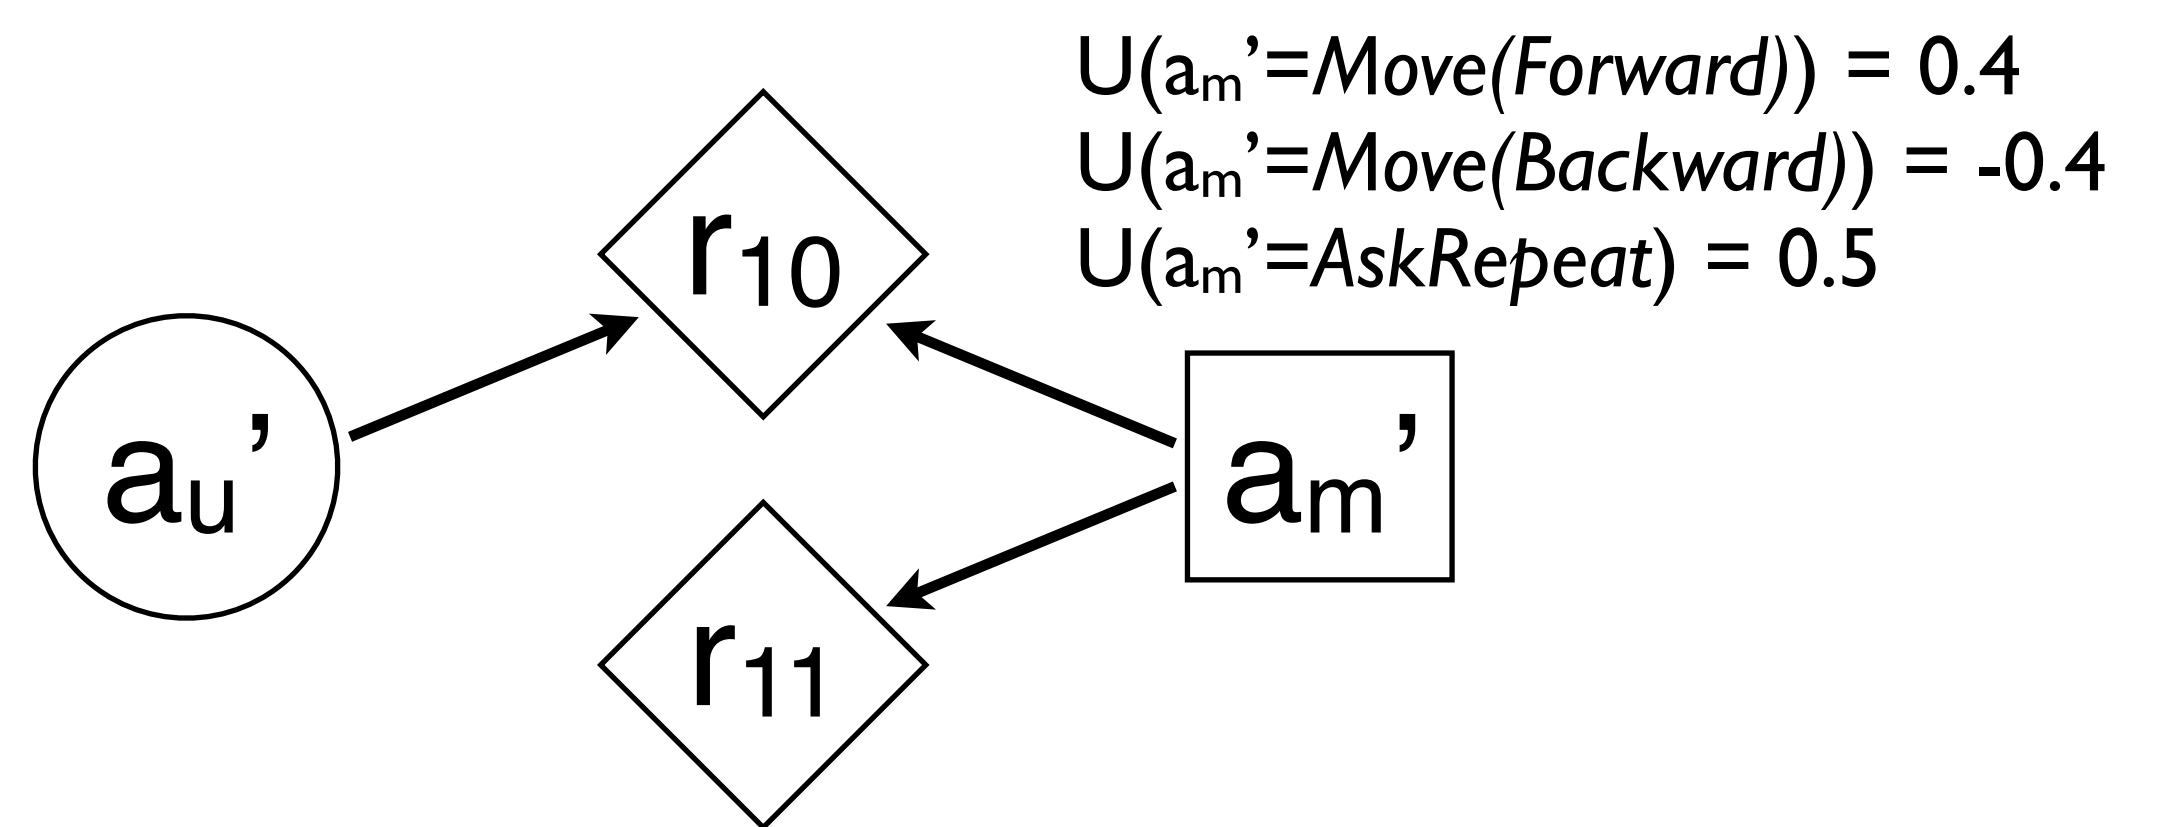 U(aₘ’=Move(Forward)) = 0.4
U(aₘ’=Move(Backward)) = -0.4
U(aₘ’=AskRepeat) = 0.5
r₁₀
aᵤ’
aₘ’
r₁₁